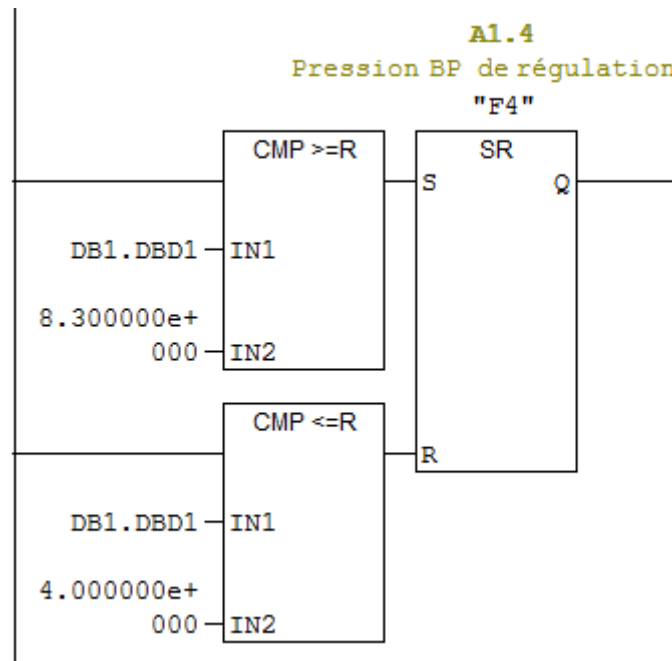 A1.4
Pression BP de régulation
"F4"
CMP >=R
SR
S
Q
DB1.DBD1
IN1
8.300000e+
000
IN2
CMP <=R
R
DB1.DBD1
IN1
4.000000e+
000
IN2